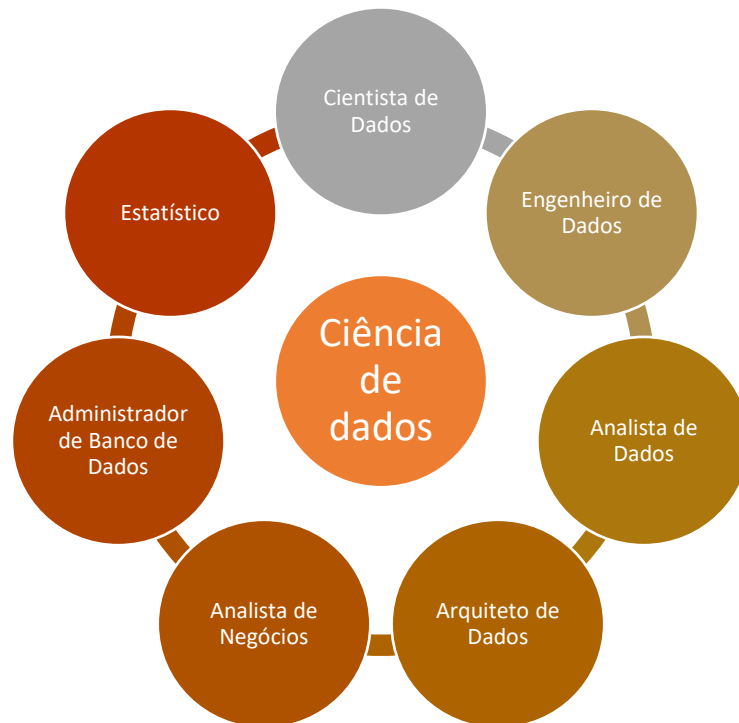 Cientista de
Dados
Engenheiro de
Dados
Analista de
Dados
Arquiteto de
Dados
Analista de
Negócios
Administrador
de Banco de
Dados
Estatístico
Ciência
de
dados